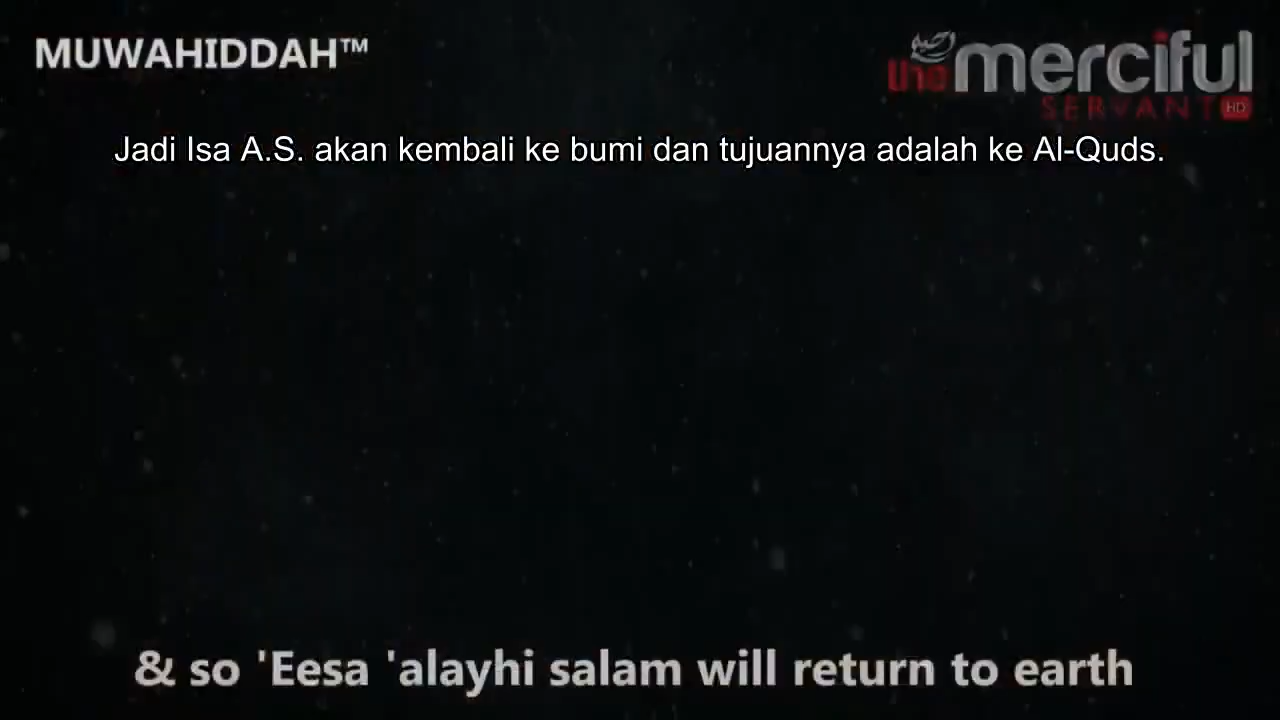 MUWAHIDDAH™
the merciful
SERVANT HD
Jadi Isa A.S. akan kembali ke bumi dan tujuannya adalah ke Al-Quds.
& so 'Eesa 'alayhi salam will return to earth